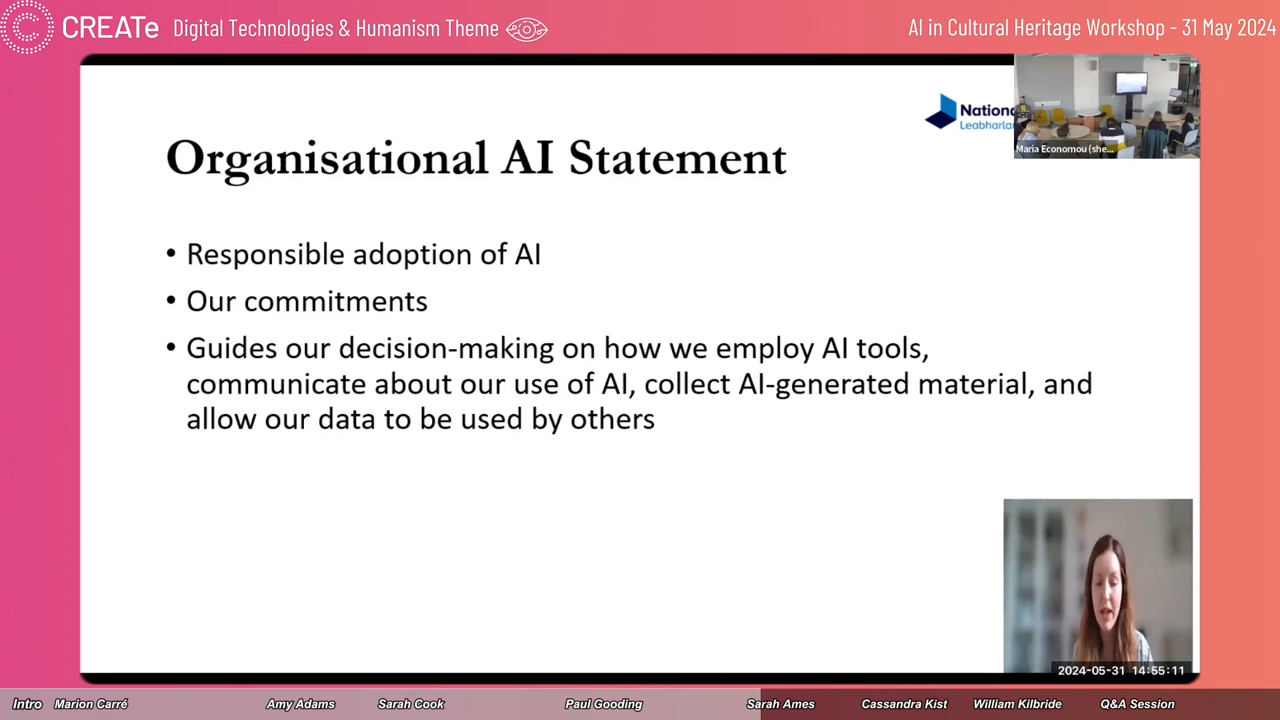 CREATe Digital Technologies & Humanism Theme
AI in Cultural Heritage Workshop - 31 May 2024
Maria Economou (she...
Organisational AI Statement
• Responsible adoption of AI
• Our commitments
• Guides our decision-making on how we employ AI tools,
communicate about our use of AI, collect AI-generated material, and
allow our data to be used by others
2024-05-31 14:55:11
Intro Marion Carré Amy Adams Sarah Cook Paul Gooding Sarah Ames Cassandra Kist William Kilbride Q&A Session